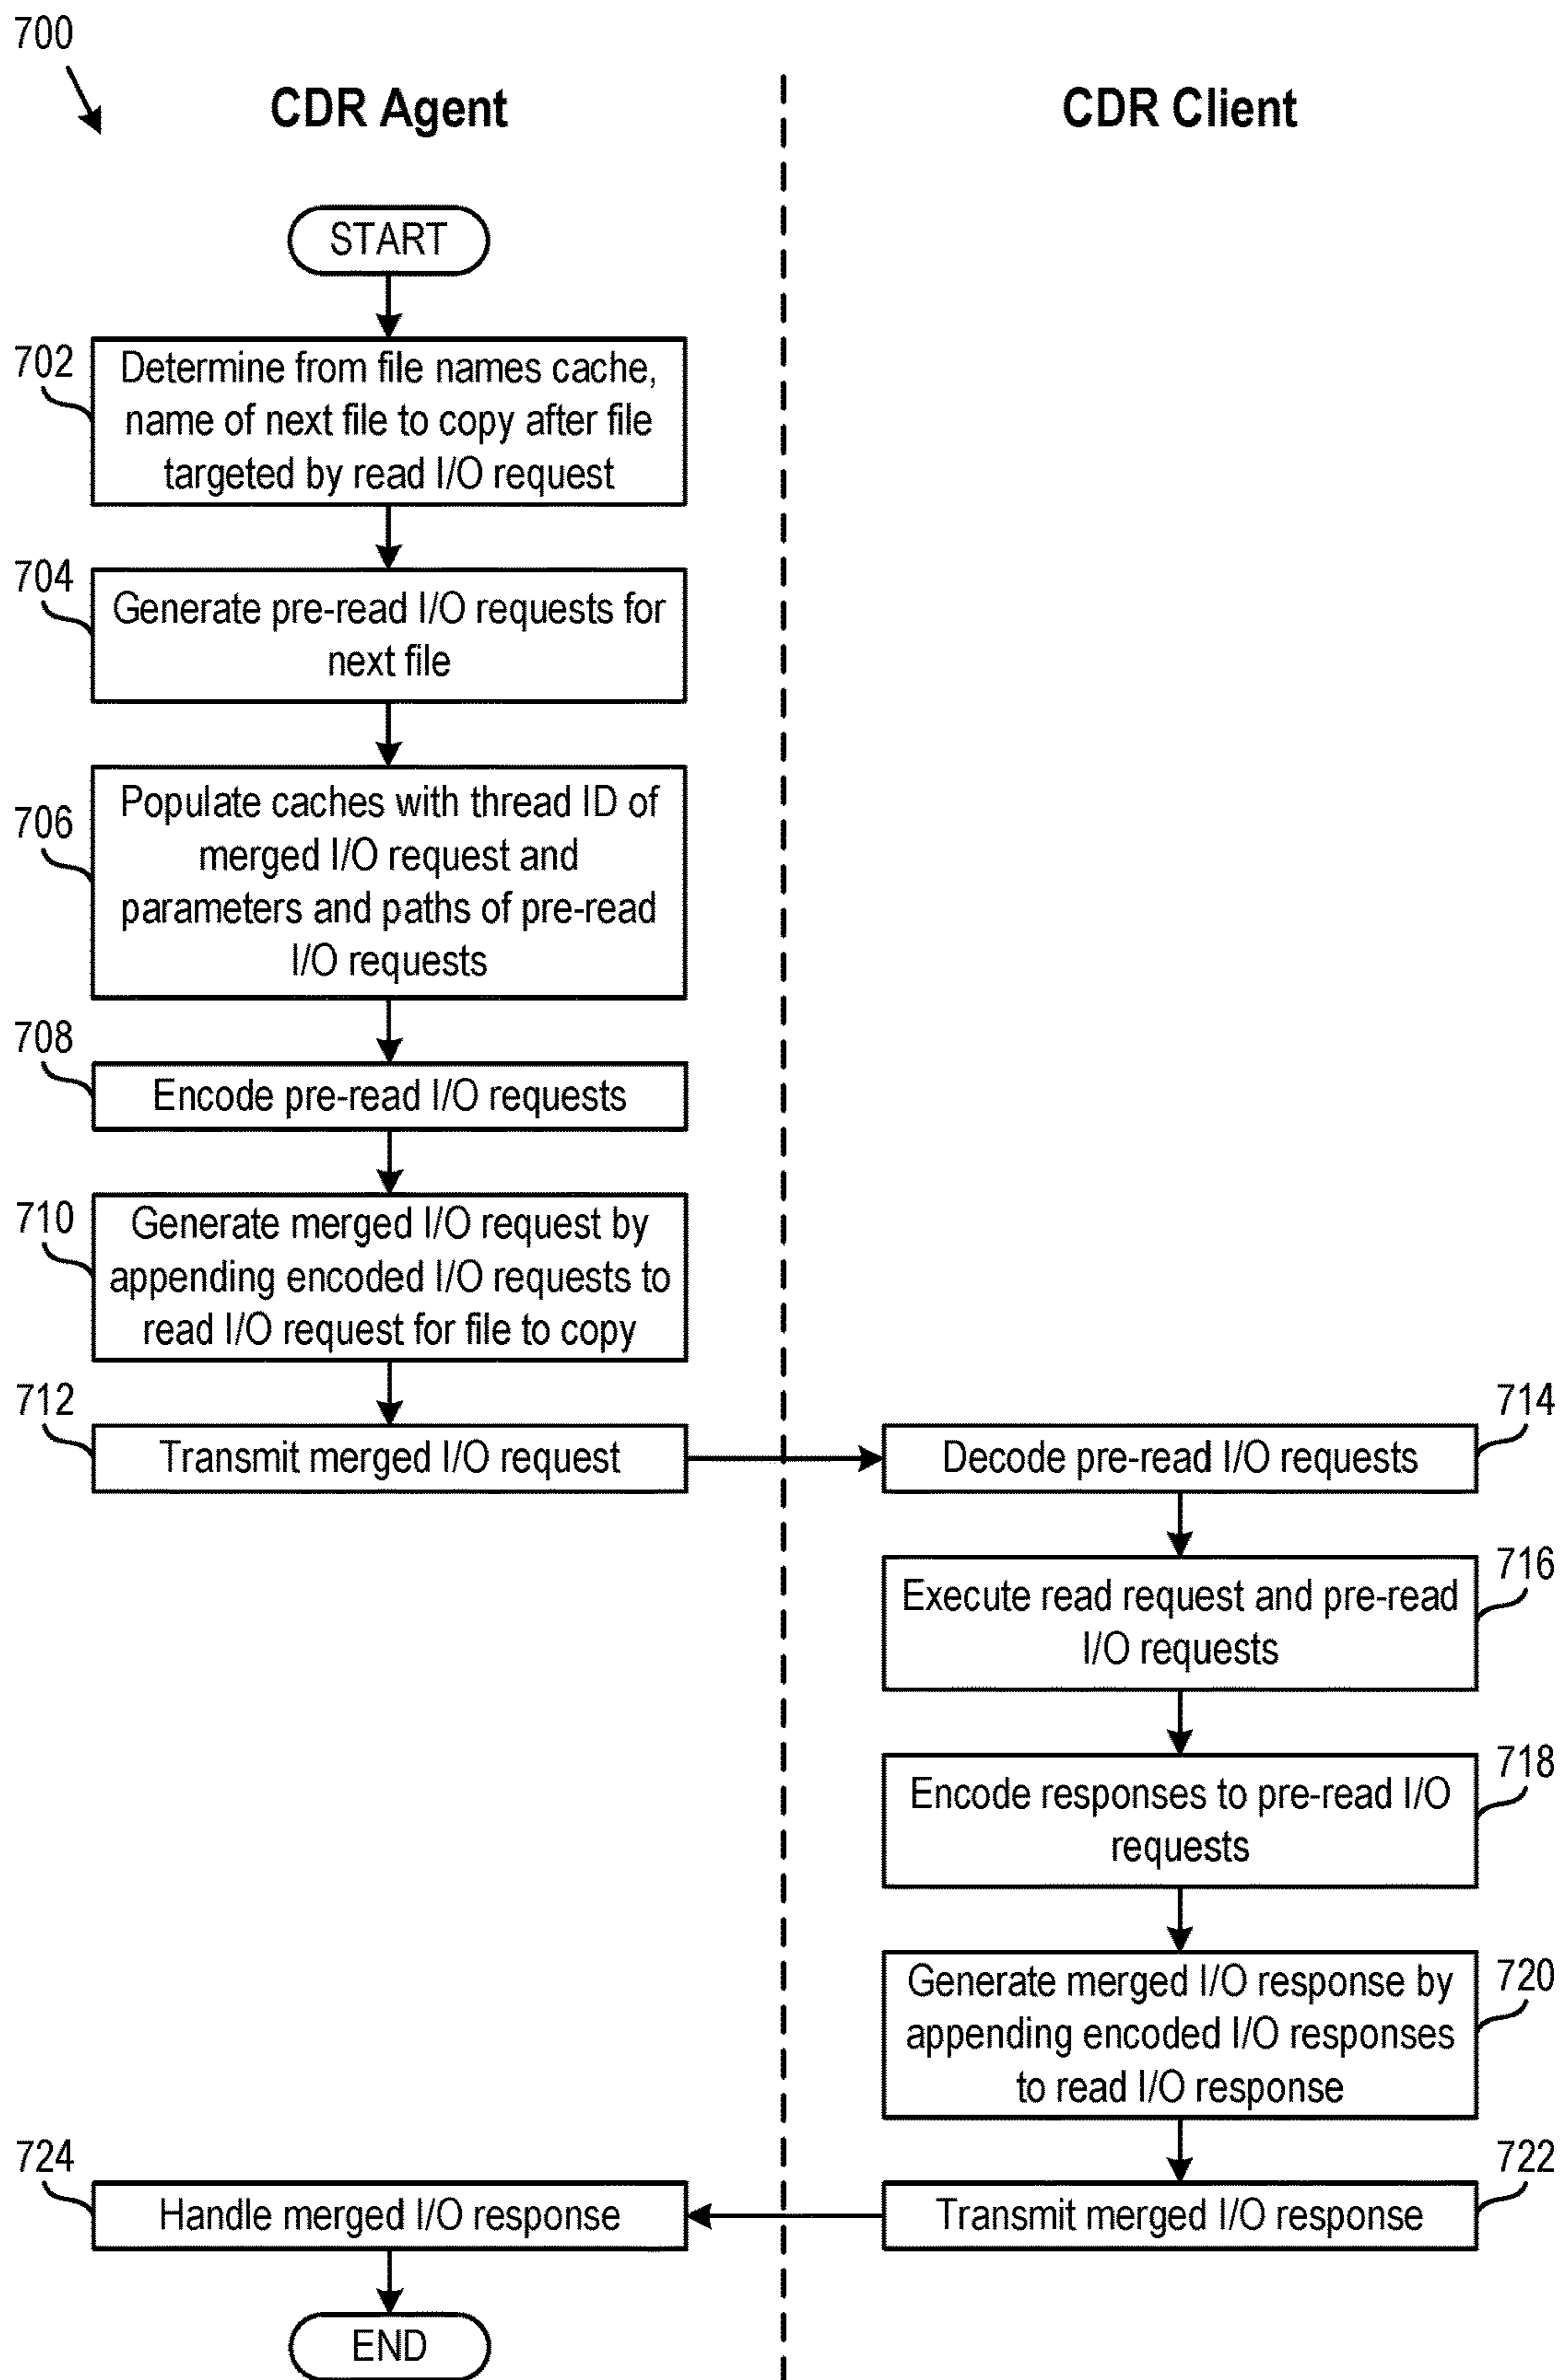 700
CDR Agent
CDR Client
START
702
Determine from file names cache,
name of next file to copy after file
targeted by read I/O request
704
Generate pre-read I/O requests for
next file
706
Populate caches with thread ID of
merged I/O request and
parameters and paths of pre-read
I/O requests
708
Encode pre-read I/O requests
710
Generate merged I/O request by
appending encoded I/O requests to
read I/O request for file to copy
712
Transmit merged I/O request
714
Decode pre-read I/O requests
716
Execute read request and pre-read
I/O requests
718
Encode responses to pre-read I/O
requests
720
Generate merged I/O response by
appending encoded I/O responses
to read I/O response
722
Transmit merged I/O response
724
Handle merged I/O response
END